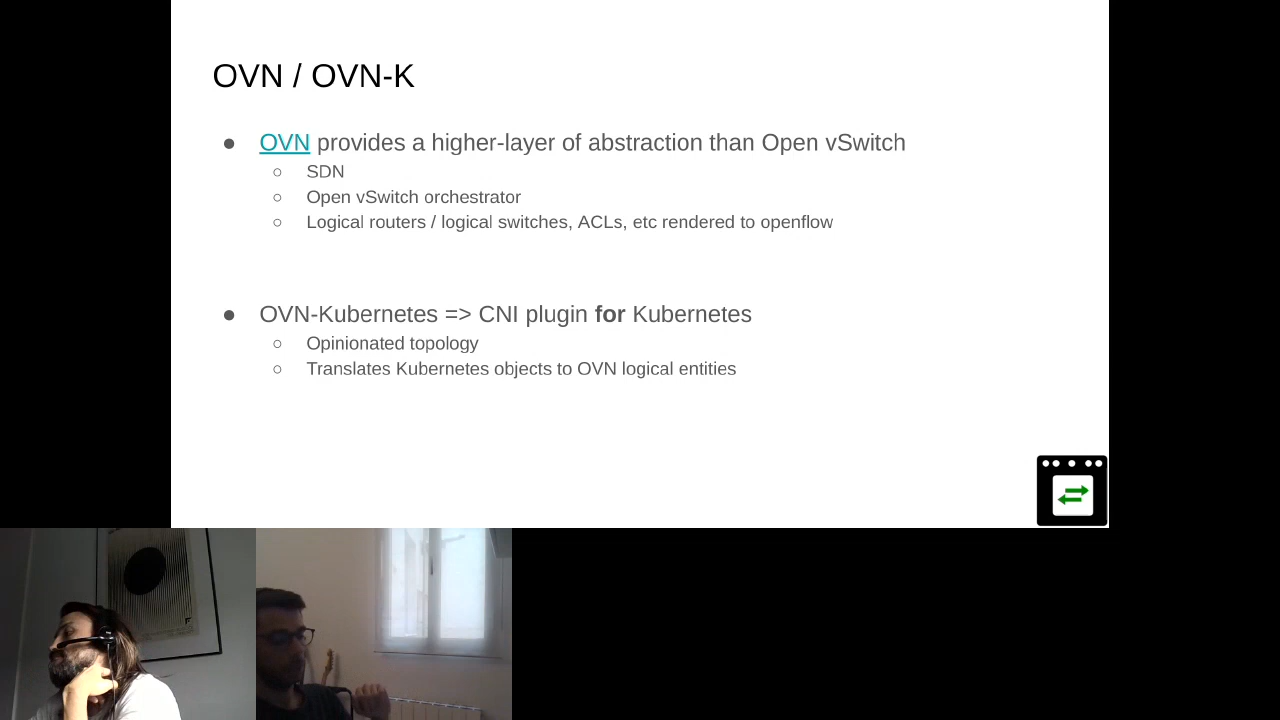 OVN / OVN-K
● OVN provides a higher-layer of abstraction than Open vSwitch
○ SDN
○ Open vSwitch orchestrator
○ Logical routers / logical switches, ACLs, etc rendered to openflow
● OVN-Kubernetes => CNI plugin for Kubernetes
○ Opinionated topology
○ Translates Kubernetes objects to OVN logical entities